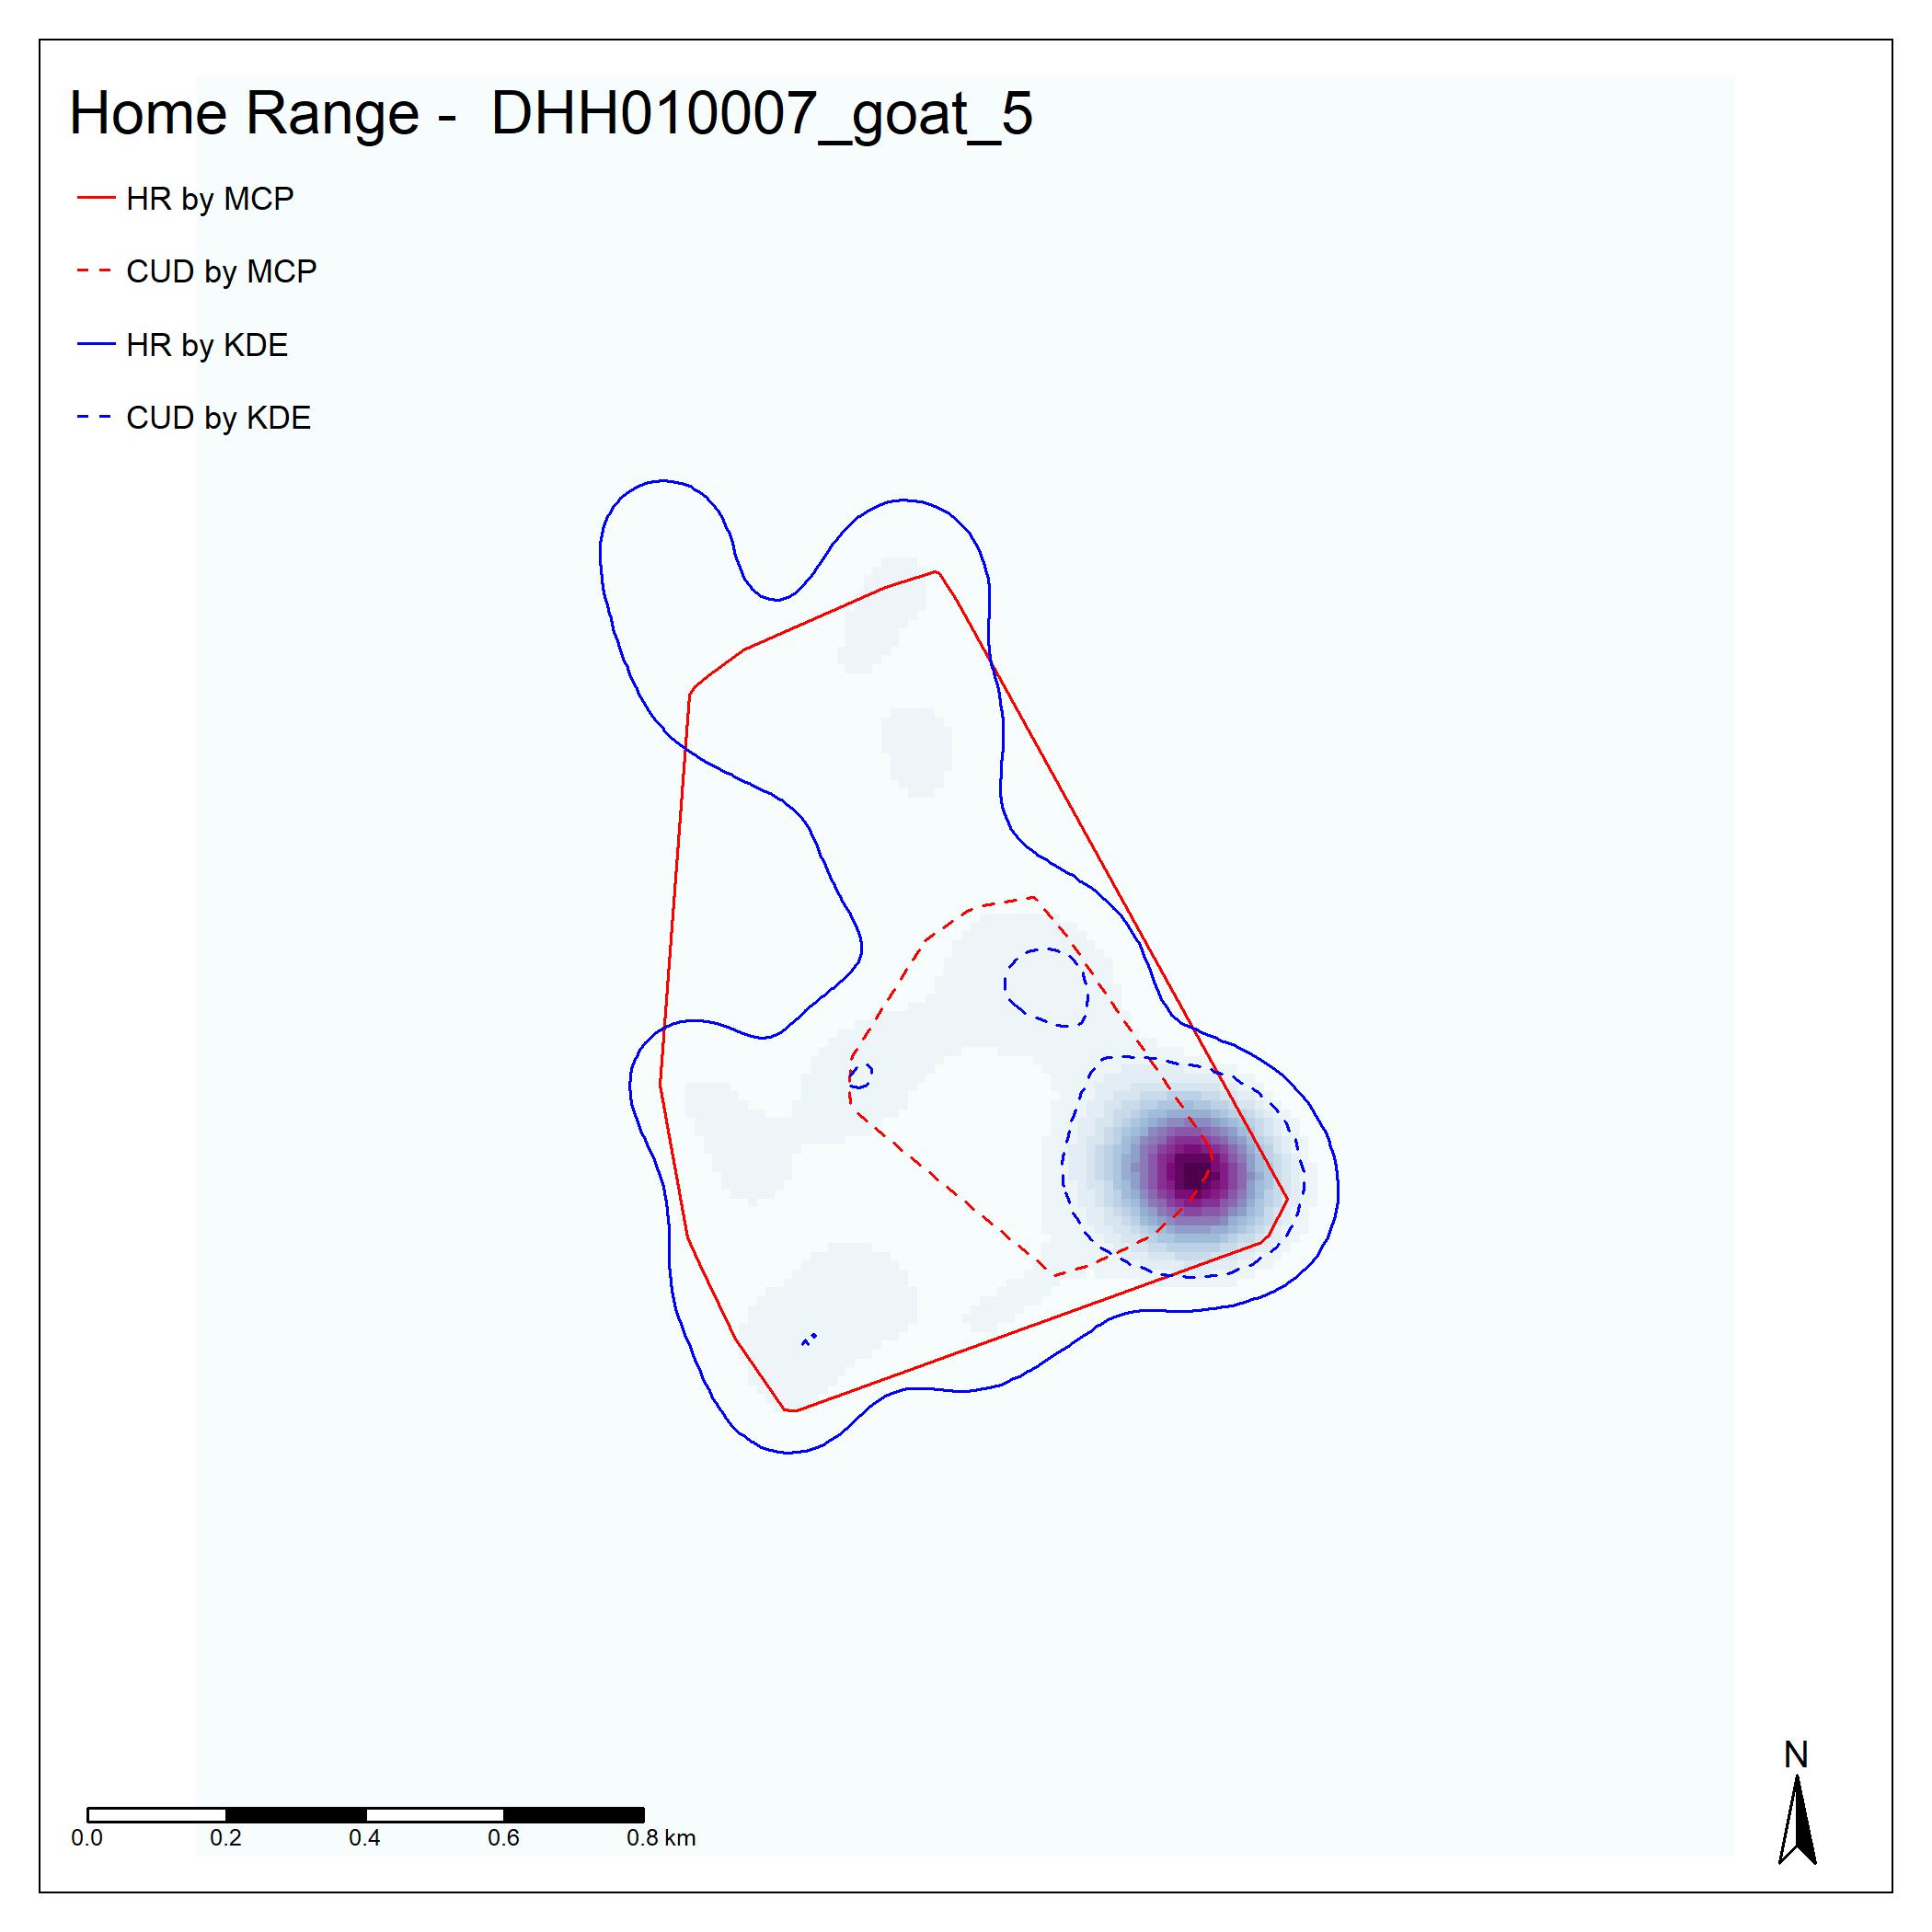 Home Range -  DHH010007_goat_5
HR by MCP
CUD by MCP
HR by KDE
CUD by KDE
N
0.0 0.2 0.4 0.6 0.8 km